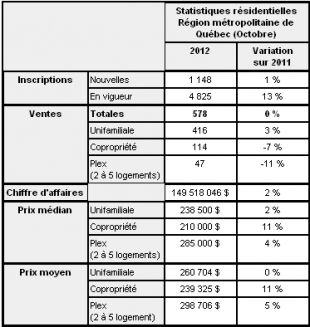 Statistiques résidentielles
Région métropolitaine de
Québec (Octobre)
2012 Variation
sur 2011
Inscriptions Nouvelles 1 148 1 %
En vigueur 4 825 13 %
Ventes Totales 578 0 %
Unifamiliale 416 3 %
Copropriété 114 -7 %
Plex 47 -11 %
(2 à 5 logements)
Chiffre d'affaires 149 518 046 $ 2 %
Prix médian Unifamiliale 238 500 $ 2 %
Copropriété 210 000 $ 11 %
Plex 285 000 $ 4 %
(2 à 5 logements)
Prix moyen Unifamiliale 260 704 $ 0 %
Copropriété 239 325 $ 11 %
Plex 298 706 $ 5 %
(2 à 5 logement)